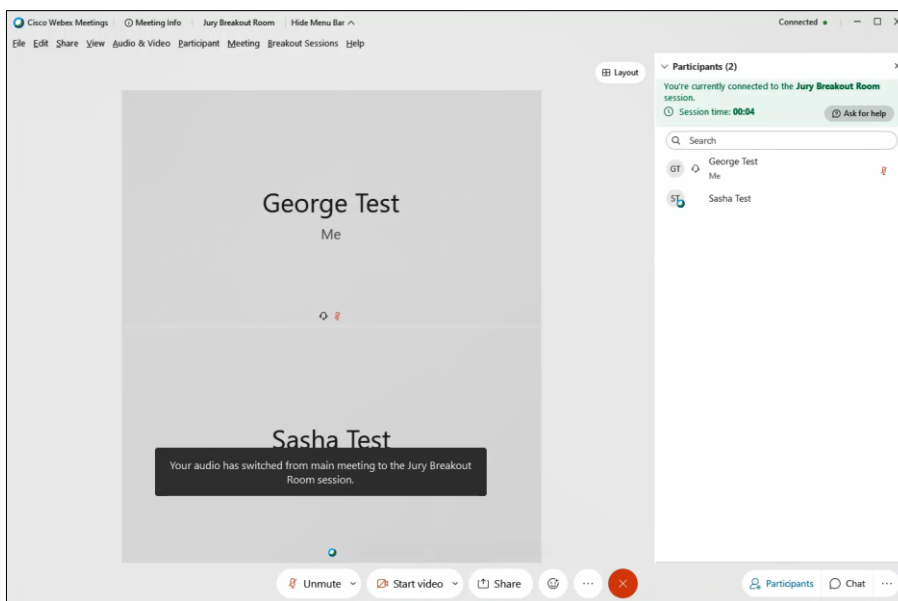 Cisco Webex Meetings Meeting Info Jury Breakout Room Hide Menu Bar Connected
File Edit Share View Audio & Video Participant Meeting Breakout Sessions Help
Layout
George Test
Me
Sasha Test
Your audio has switched from main meeting to the Jury Breakout
Room session.
Unmute Start video Share
Participants (2)
You're currently connected to the Jury Breakout Room
session.
Session time: 00:04 Ask for help
Search
GT George Test
Me
ST Sasha Test
Participants Chat